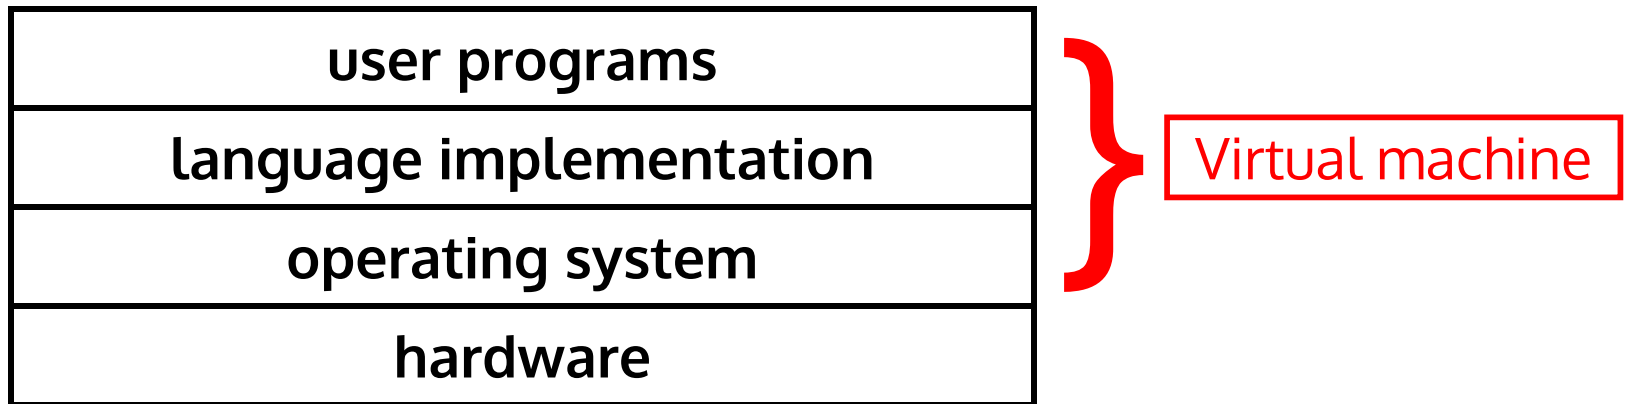 user programs
language implementation
Virtual machine
operating system
hardware